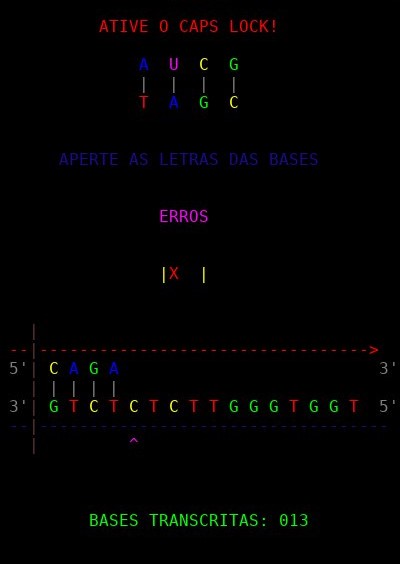 ATIVE O CAPS LOCK!
A U C G
| | | |
T A G C
APERTE AS LETRAS DAS BASES
ERROS
|X |
|
--|--------------------------------->
5'| C A G A 3'
| | | | |
3'| G T C T C T C T T G G G T G G T 5'
--|-----------------------------------
| ^
BASES TRANSCRITAS: 013